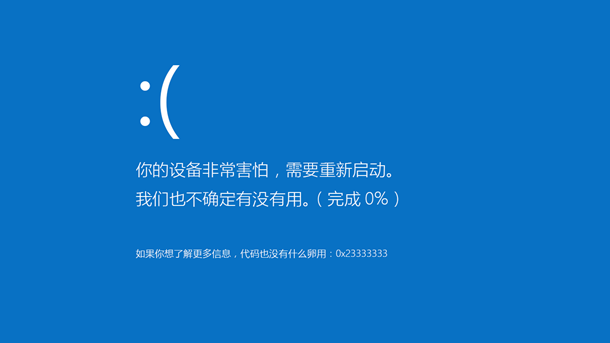 :(
你的设备非常害怕，需要重新启动。
我们也不确定有没有用。（完成 0%）
如果你想了解更多信息，代码也没有什么卵用：0x23333333